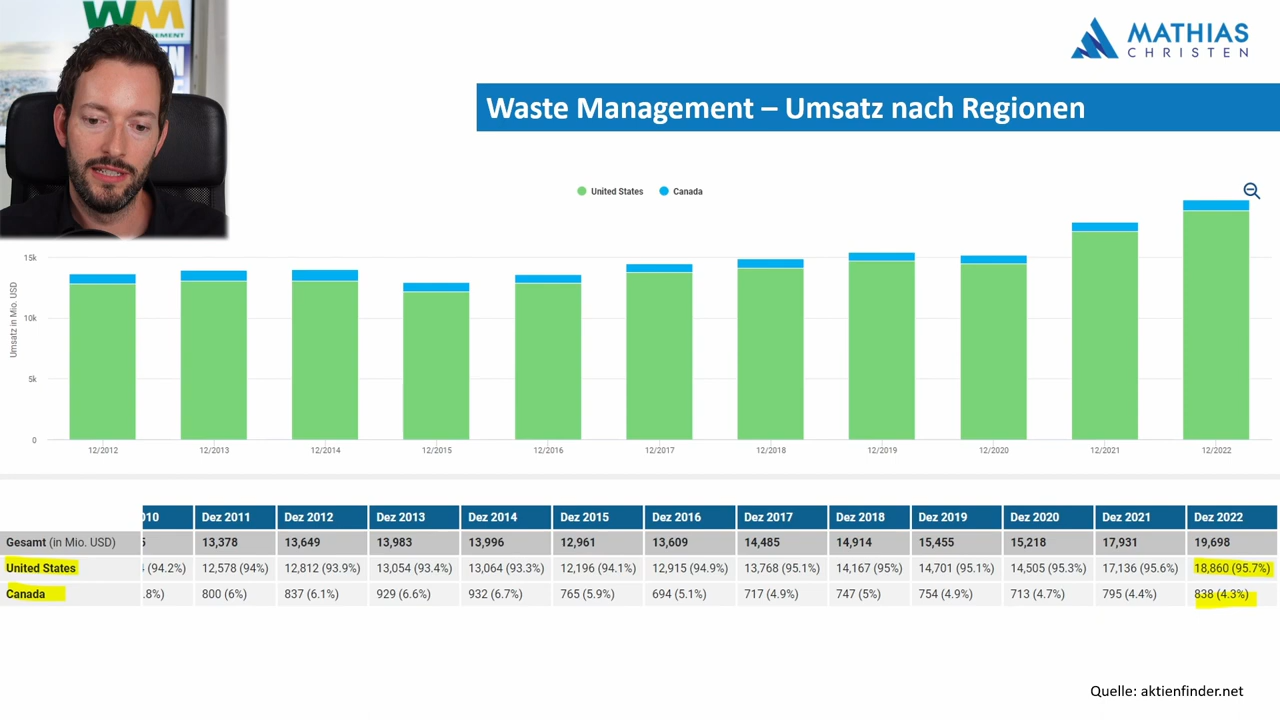 WM
MATHIAS
CHRISTEN
Waste Management – Umsatz nach Regionen
United States Canada
Umsatz in Mio. USD
15k
10k
5k
0
12/2012 12/2013 12/2014 12/2015 12/2016 12/2017 12/2018 12/2019 12/2020 12/2021 12/2022
Dez 2011 Dez 2012 Dez 2013 Dez 2014 Dez 2015 Dez 2016 Dez 2017 Dez 2018 Dez 2019 Dez 2020 Dez 2021 Dez 2022
Gesamt (in Mio. USD) 13,378 13,649 13,983 13,996 12,961 13,609 14,485 14,914 15,455 15,218 17,931 19,698
United States (94.2%) 12,578 (94%) 12,812 (93.9%) 13,054 (93.4%) 13,064 (93.3%) 12,196 (94.1%) 12,915 (94.9%) 13,768 (95.1%) 14,167 (95%) 14,701 (95.1%) 14,505 (95.3%) 17,136 (95.6%) 18,860 (95.7%)
Canada .8%) 800 (6%) 837 (6.1%) 929 (6.6%) 932 (6.7%) 765 (5.9%) 694 (5.1%) 717 (4.9%) 747 (5%) 754 (4.9%) 713 (4.7%) 795 (4.4%) 838 (4.3%)
Quelle: aktienfinder.net